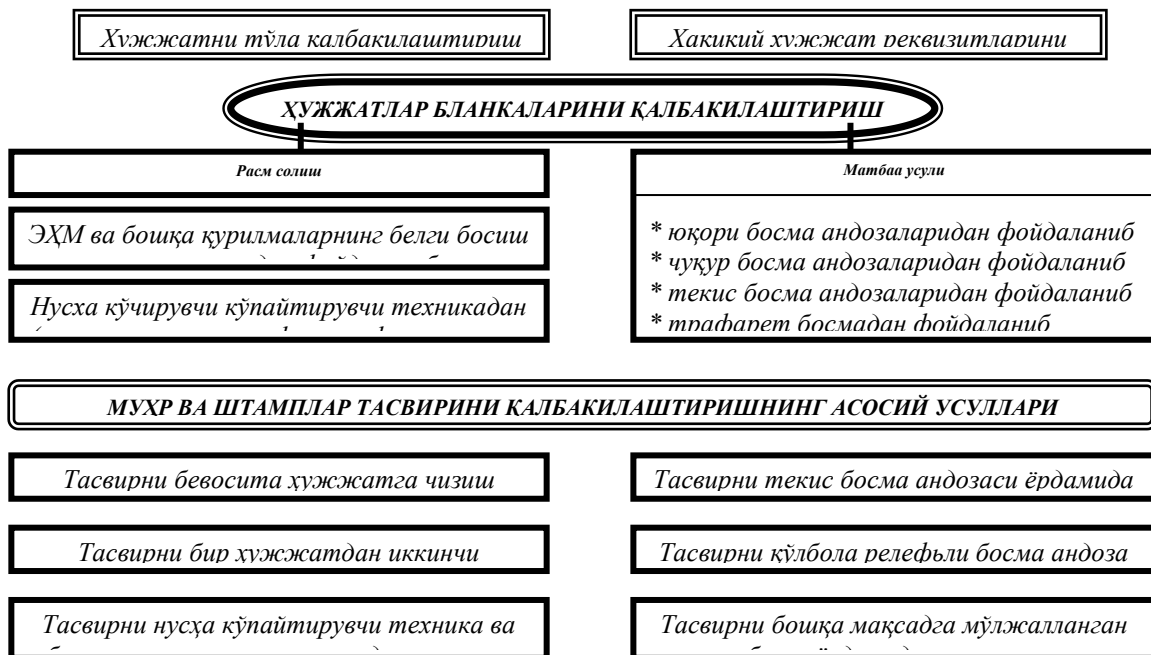 Ҳужжатни тўла қалбакилаштириш
Ҳақиқий ҳужжат реквизитларини
ҲУЖЖАТЛАР БЛАНКАЛАРИНИ ҚАЛБАКИЛАШТИРИШ
Расм солиш
Матбаа усули
ЭҲМ ва бошқа қурилмаларнинг белги босиш
Нусха кўчирувчи кўпайтирувчи техникадан
* юқори босма андозаларидан фойдаланиб
* чуқур босма андозаларидан фойдаланиб
* текис босма андозаларидан фойдаланиб
* трафарет босмадан фойдаланиб
МУҲР ВА ШТАМПЛАР ТАСВИРИНИ ҚАЛБАКИЛАШТИРИШНИНГ АСОСИЙ УСУЛЛАРИ
Тасвирни бевосита ҳужжатга чизиш
Тасвирни текис босма андозаси ёрдамида
Тасвирни бир ҳужжатдан иккинчи
Тасвирни қўлбола рельефли босма андоза
Тасвирни нусҳа кўпайтирувчи техника ва
Тасвирни бошқа мақсадга мўлжалланган